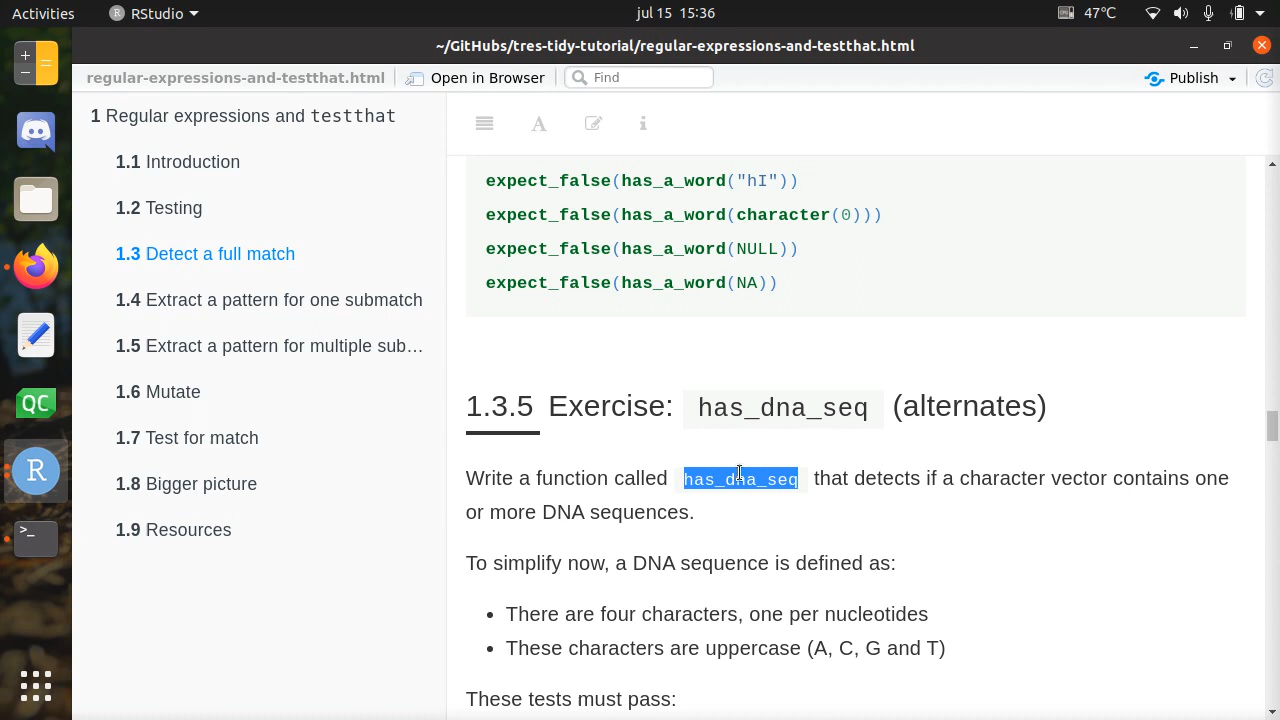 Activities RStudio jul 15 15:36 47°C
~/GitHubs/tres-tidy-tutorial/regular-expressions-and-testthat.html
regular-expressions-and-testthat.html Open in Browser Find Publish
1 Regular expressions and testthat
1.1 Introduction
1.2 Testing
1.3 Detect a full match
1.4 Extract a pattern for one submatch
1.5 Extract a pattern for multiple sub…
1.6 Mutate
1.7 Test for match
1.8 Bigger picture
1.9 Resources
expect_false(has_a_word("hI"))
expect_false(has_a_word(character(0)))
expect_false(has_a_word(NULL))
expect_false(has_a_word(NA))
1.3.5 Exercise: has_dna_seq (alternates)
Write a function called has_dna_seq that detects if a character vector contains one
or more DNA sequences.
To simplify now, a DNA sequence is defined as:
• There are four characters, one per nucleotides
• These characters are uppercase (A, C, G and T)
These tests must pass:
QC
R
>_